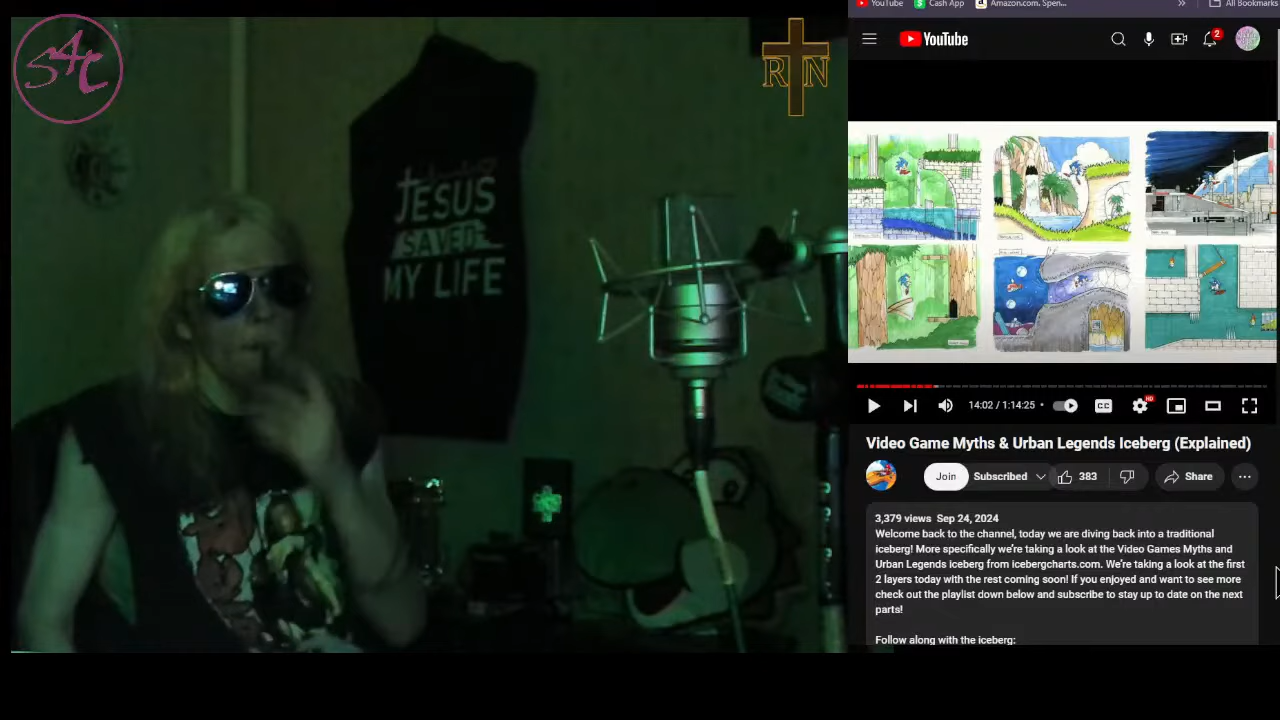 S4C
R N
JESUS
SAVED
MY LIFE
YouTube
Cash App
Amazon.com. Spen...
»
All Bookmarks
YouTube
2
14:02 / 1:14:25
CC
HD
Video Game Myths & Urban Legends Iceberg (Explained)
Join
Subscribed
383
Share
3,379 views Sep 24, 2024
Welcome back to the channel, today we are diving back into a traditional
iceberg! More specifically we're taking a look at the Video Games Myths and
Urban Legends Iceberg from icebergcharts.com. We're taking a look at the first
2 layers today with the rest coming soon! If you enjoyed and want to see more
check out the playlist down below and subscribe to stay up to date on the next
parts!
Follow along with the iceberg: